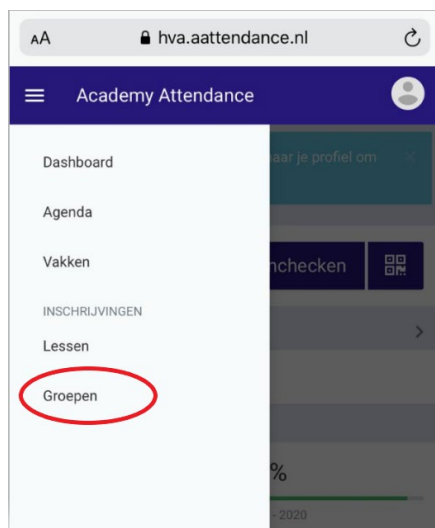 AA hva.aattendance.nl
Academy Attendance
Dashboard
aar je profiel om ×
Agenda
Vakken
nchecken
INSCHRIJVINGEN
Lessen
Groepen
%
- 2020